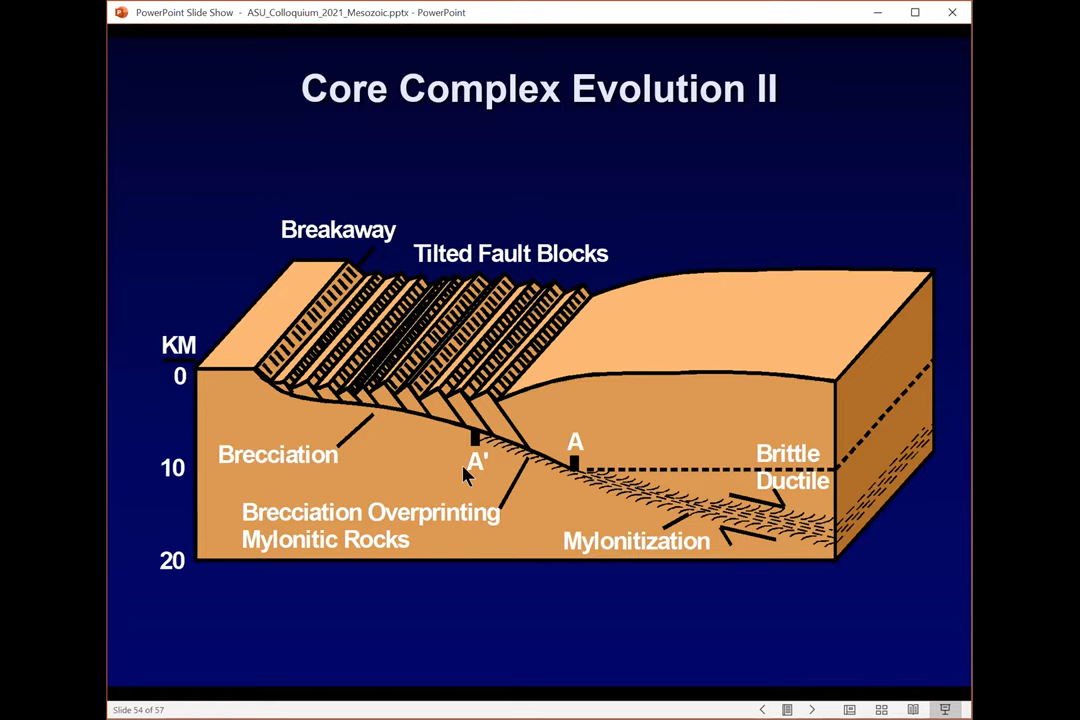 PowerPoint Slide Show - ASU_Colloquium_2021_Mesozoic.pptx - PowerPoint
Core Complex Evolution II
Breakaway
Tilted Fault Blocks
KM
0
A
Brecciation
A'
Brittle
10
Ductile
Brecciation Overprinting
Mylonitic Rocks
Mylonitization
20
Slide 54 of 57